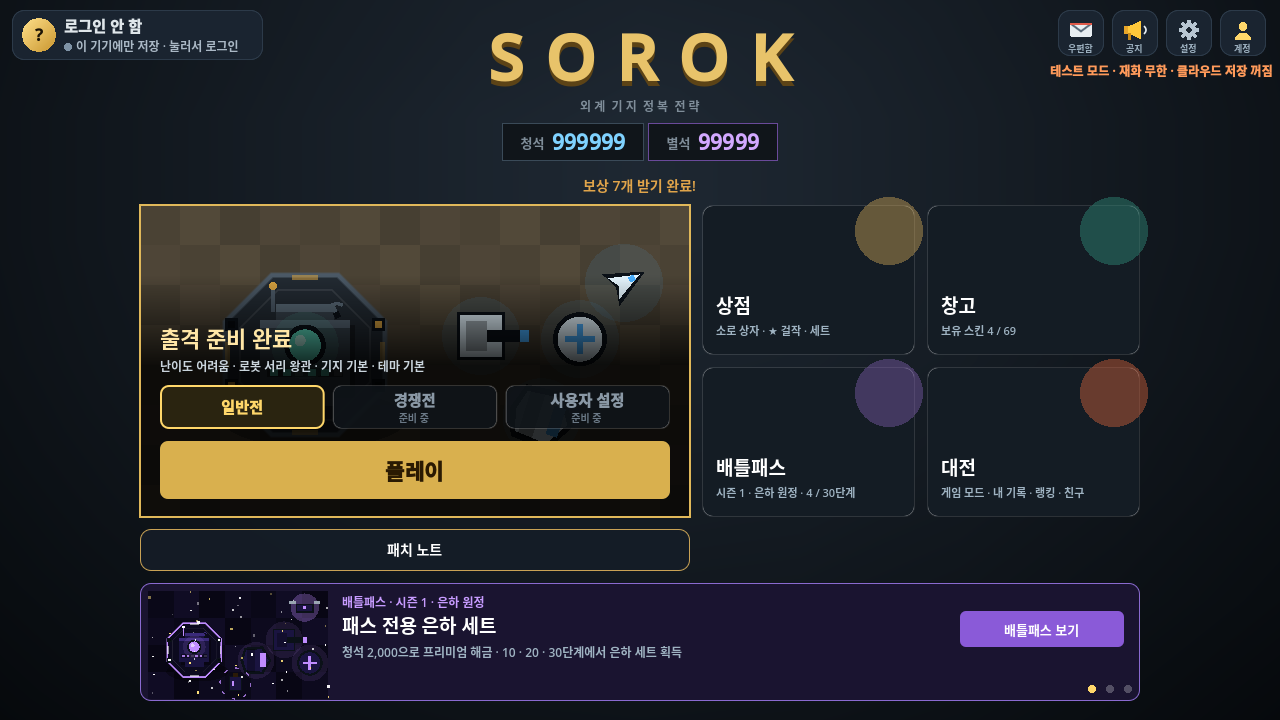 ?
로그인 안 함
이 기기에만 저장 · 눌러서 로그인
SOROK
외계 기지 정복 전략
우편함
공지
설정
계정
테스트 모드 · 재화 무한 · 클라우드 저장 꺼짐
청석 999999
별석 99999
보상 7개 받기 완료!
출격 준비 완료
난이도 어려움 · 로봇 서리 왕관 · 기지 기본 · 테마 기본
일반전
경쟁전
준비 중
사용자 설정
준비 중
플레이
상점
소로 상자 · ★ 걸작 · 세트
창고
보유 스킨 4 / 69
배틀패스
시즌 1 · 은하 원정 · 4 / 30단계
대전
게임 모드 · 내 기록 · 랭킹 · 친구
패치 노트
배틀패스 · 시즌 1 · 은하 원정
패스 전용 은하 세트
청석 2,000으로 프리미엄 해금 · 10 · 20 · 30단계에서 은하 세트 획득
배틀패스 보기